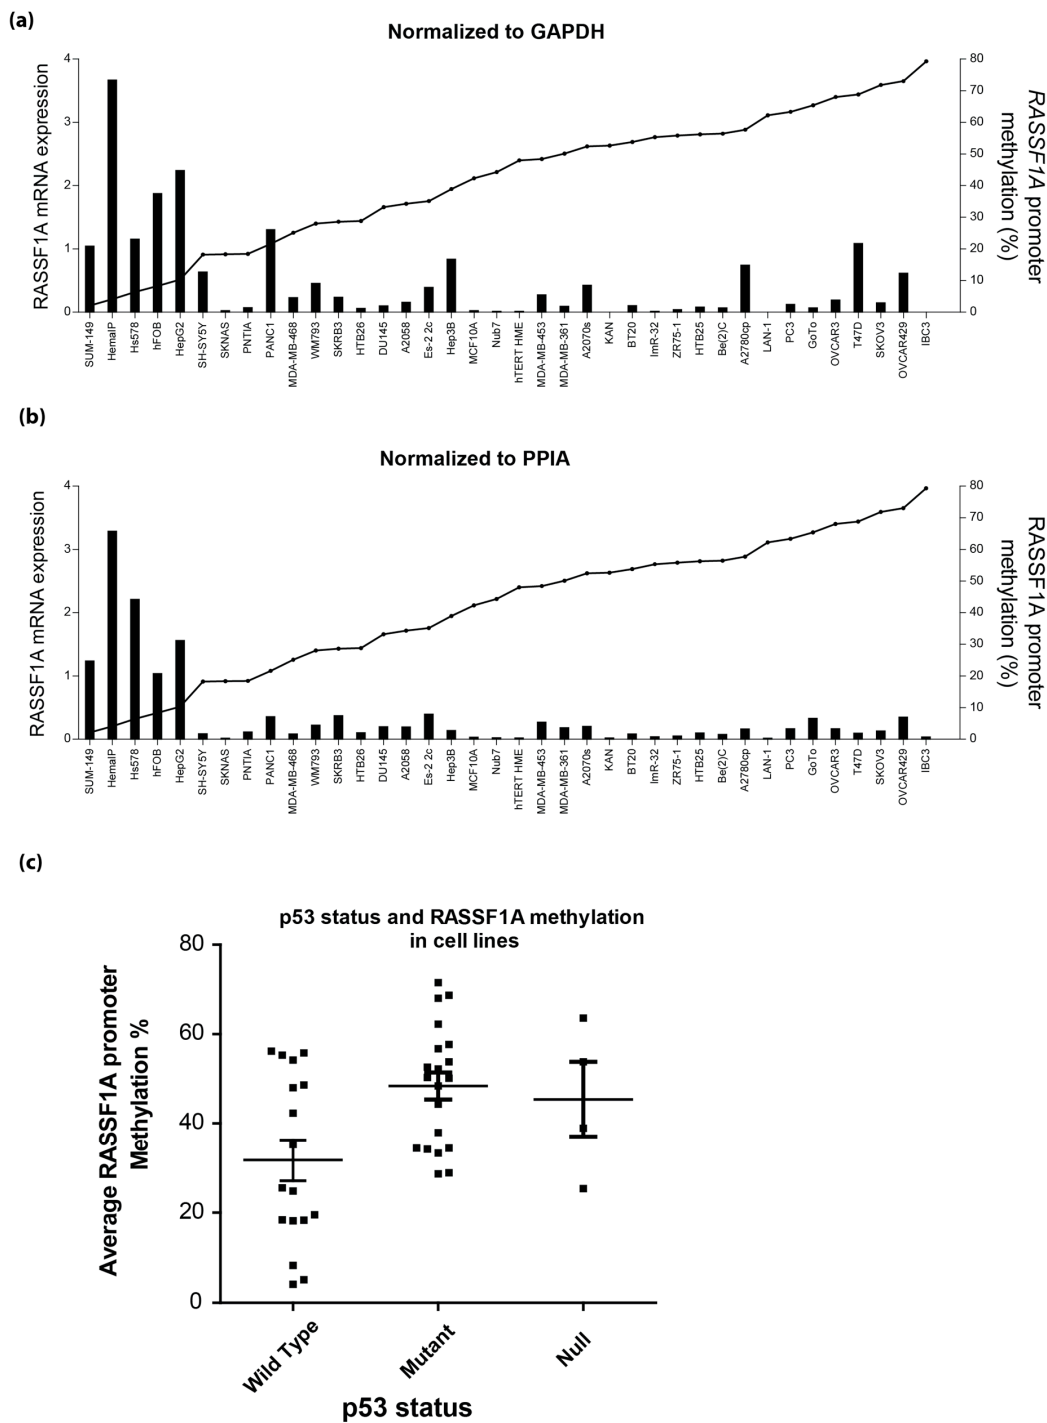 (a)
Normalized to GAPDH
RASSF1A mRNA expression
4
3
2
1
0
80
70
60
50
40
30
20
10
0
RASSF1A promoter
methylation (%)
SUM-149
HemaIP
Hs578
hFOB
HepG2
SH-SY5Y
SKNAS
PNTIA
PANC1
MDA-MB-468
WM793
SKRB3
HTB26
DU145
A2058
Es-2 2c
Hep3B
MCF10A
Nub7
hTERT HME
MDA-MB-453
MDA-MB-361
A2070s
KAN
BT20
ImR-32
ZR75-1
HTB25
Be(2)C
A2780cp
LAN-1
PC3
GoTo
OVCAR3
T47D
SKOV3
OVCAR429
IBC3
(b)
Normalized to PPIA
RASSF1A mRNA expression
4
3
2
1
0
80
70
60
50
40
30
20
10
0
RASSF1A promoter
methylation (%)
SUM-149
HemaIP
Hs578
hFOB
HepG2
SH-SY5Y
SKNAS
PNTIA
PANC1
MDA-MB-468
WM793
SKRB3
HTB26
DU145
A2058
Es-2 2c
Hep3B
MCF10A
Nub7
hTERT HME
MDA-MB-453
MDA-MB-361
A2070s
KAN
BT20
ImR-32
ZR75-1
HTB25
Be(2)C
A2780cp
LAN-1
PC3
GoTo
OVCAR3
T47D
SKOV3
OVCAR429
IBC3
(c)
p53 status and RASSF1A methylation
in cell lines
Average RASSF1A promoter
Methylation %
80
60
40
20
0
Wild Type
Mutant
Null
p53 status